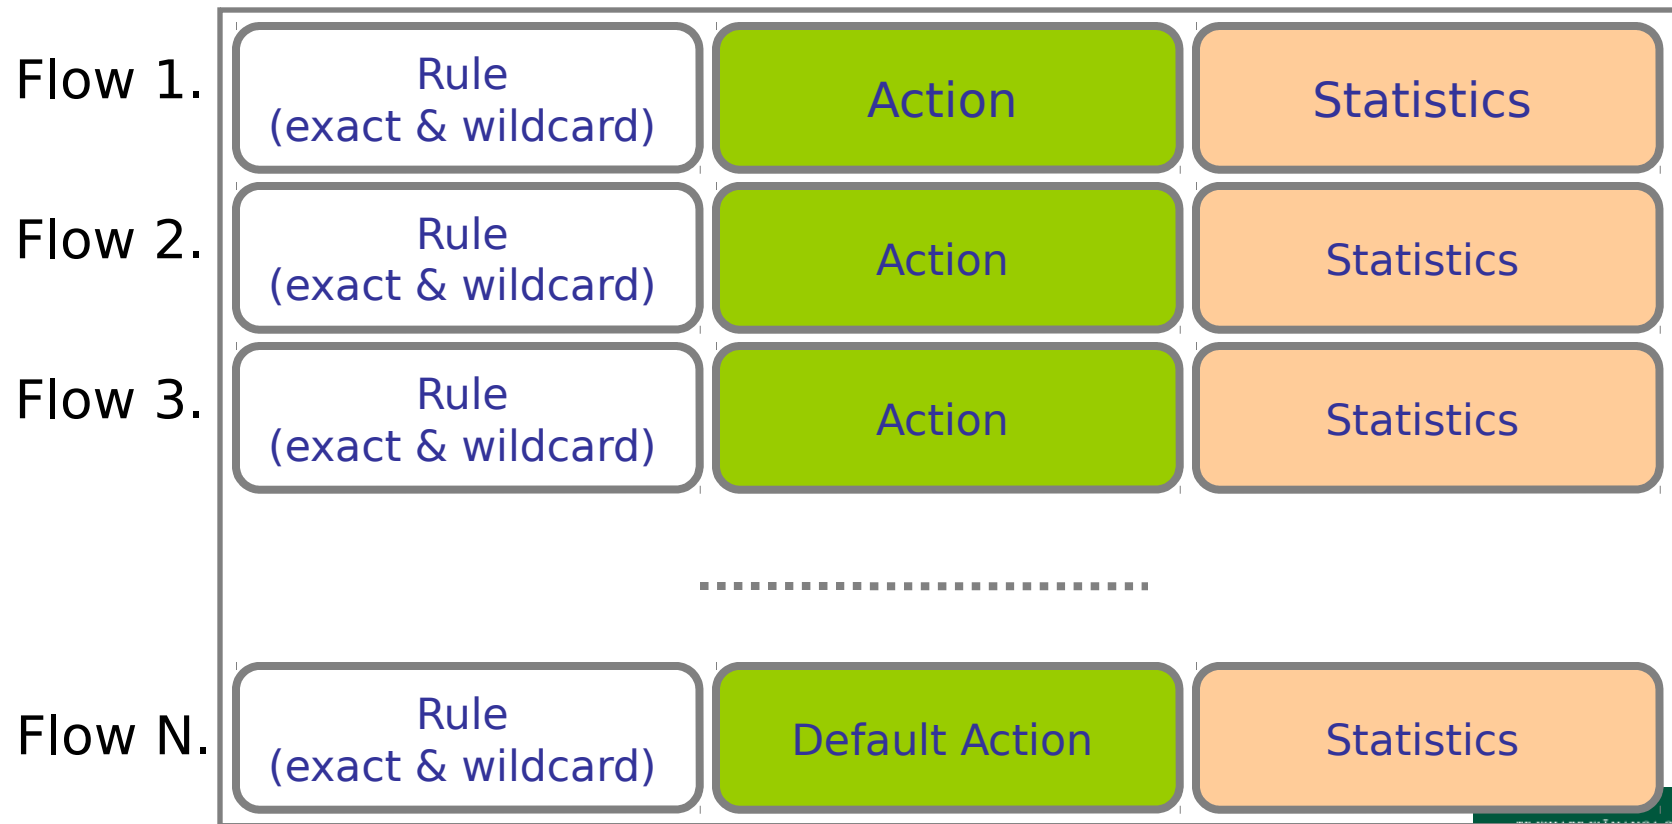 Flow 1.
Rule
(exact & wildcard)
Action
Statistics
Flow 2.
Rule
(exact & wildcard)
Action
Statistics
Flow 3.
Rule
(exact & wildcard)
Action
Statistics
Flow N.
Rule
(exact & wildcard)
Default Action
Statistics